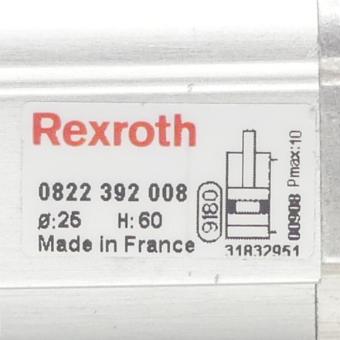 Rexroth
0822 392 008
ø:25 H:60
Made in France
9180
31832951
00908 Pmax:10